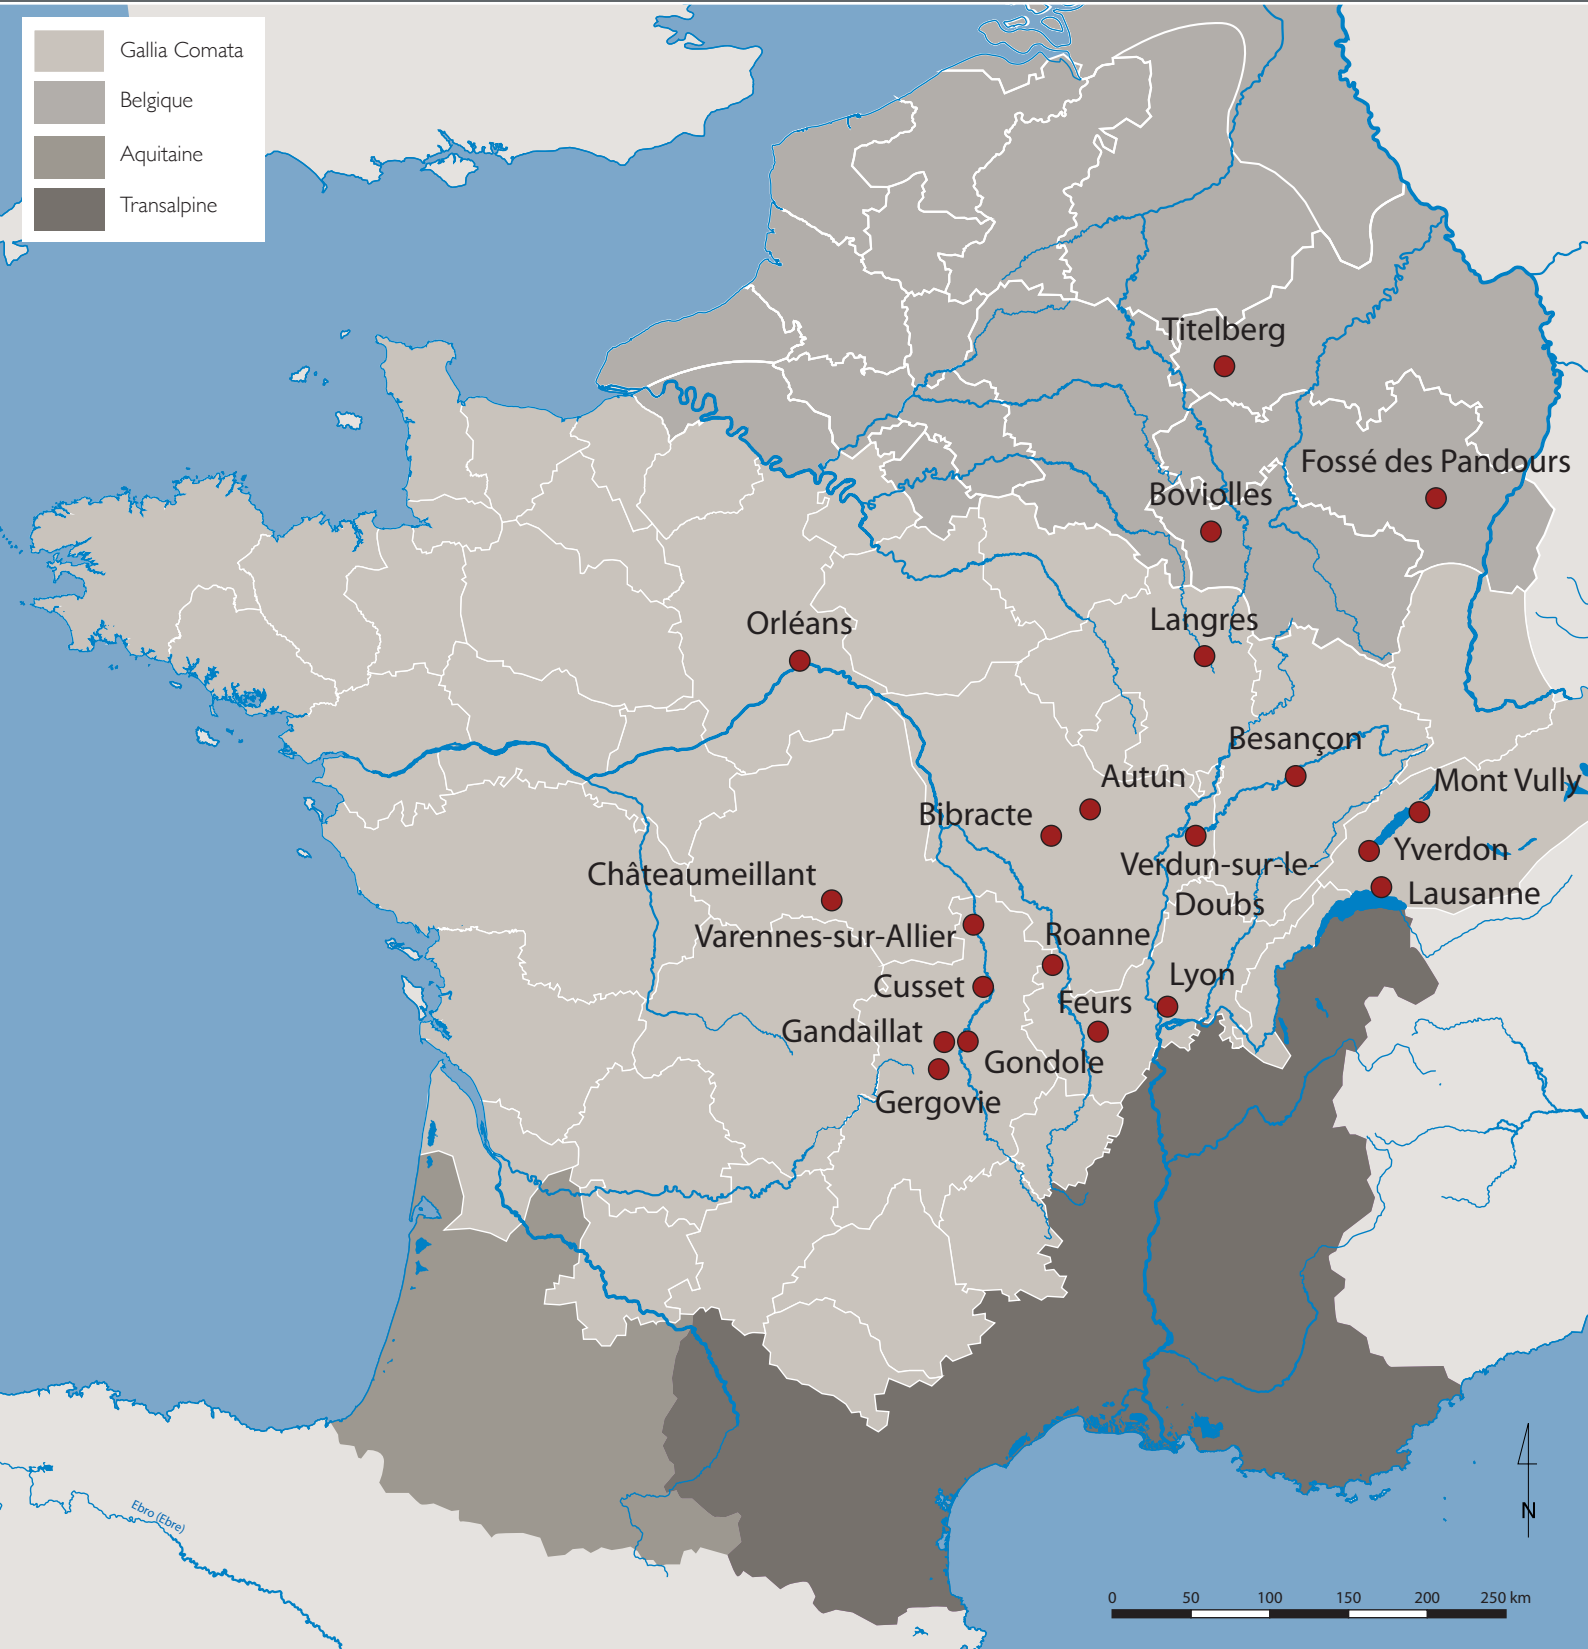 Gallia Comata
Belgique
Aquitaine
Transalpine
Titelberg
Fossé des Pandours
Boviolles
Langres
Orléans
Besançon
Autun
Mont Vully
Bibracte
Yverdon
Verdun-sur-le-
Doubs
Châteaumeillant
Lausanne
Varennes-sur-Allier
Roanne
Lyon
Cusset
Feurs
Gandaillat
Gondole
Gergovie
Ebro (Ebre)
N
0 50 100 150 200 250 km